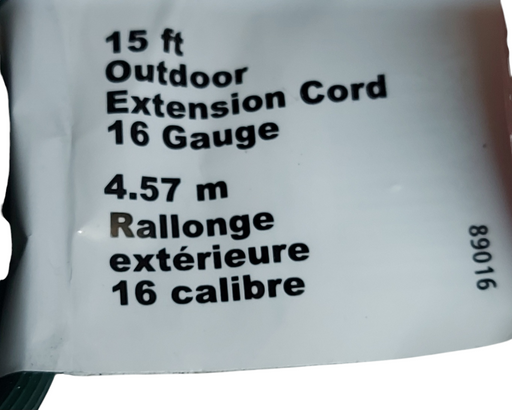 15 ft
Outdoor
Extension Cord
16 Gauge
4.57 m
Rallonge
extérieure
16 calibre
89016